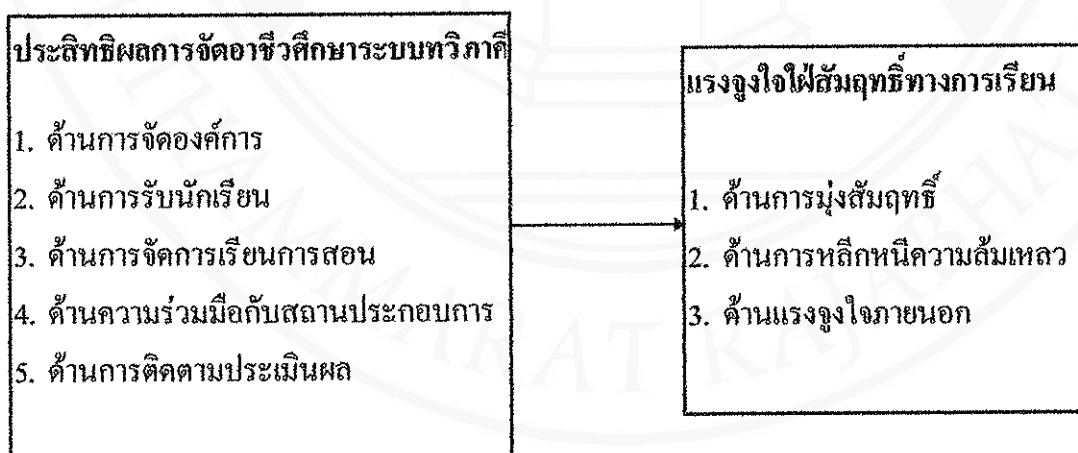 ประสิทธิผลการจัดอาชีวศึกษาระบบทวิภาคี
1. ด้านการจัดองค์การ
2. ด้านการรับนักเรียน
3. ด้านการจัดการเรียนการสอน
4. ด้านความร่วมมือกับสถานประกอบการ
5. ด้านการติดตามประเมินผล
แรงจูงใจใฝ่สัมฤทธิ์ทางการเรียน
1. ด้านการมุ่งสัมฤทธิ์
2. ด้านการหลีกหนีความล้มเหลว
3. ด้านแรงจูงใจภายนอก
THAMMARAT RAJABHAT